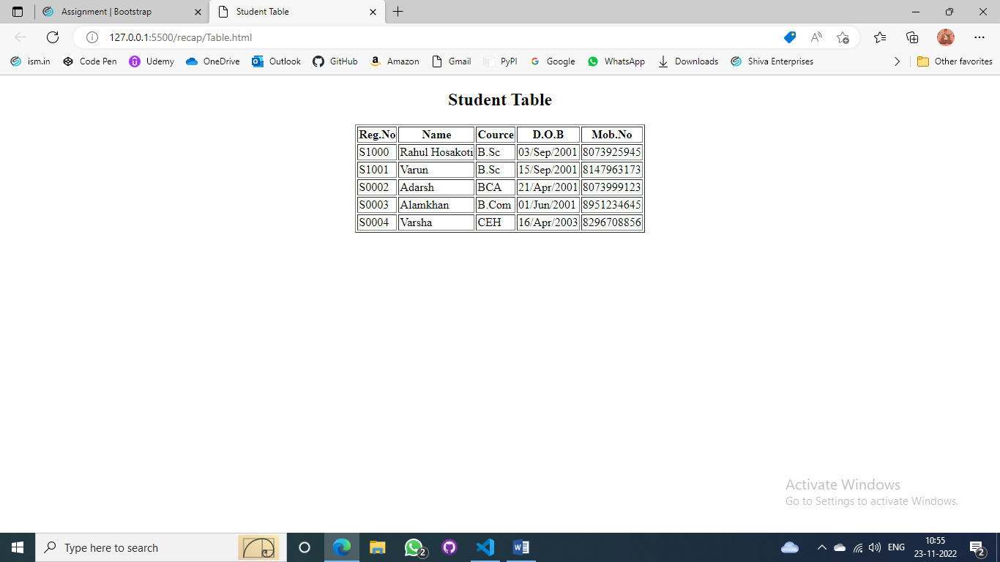 Assignment | Bootstrap
Student Table
127.0.0.1:5500/recap/Table.html
ism.in Code Pen Udemy OneDrive Outlook GitHub Amazon Gmail PyPI Google WhatsApp Downloads Shiva Enterprises Other favorites
Student Table
Reg.No Name Cource D.O.B Mob.No
S1000 Rahul Hosakoti B.Sc 03/Sep/2001 8073925945
S1001 Varun B.Sc 15/Sep/2001 8147963173
S0002 Adarsh BCA 21/Apr/2001 8073999123
S0003 Alamkhan B.Com 01/Jun/2001 8951234645
S0004 Varsha CEH 16/Apr/2003 8296708856
Activate Windows
Go to Settings to activate Windows.
Type here to search
2
ENG
10:55
23-11-2022
2